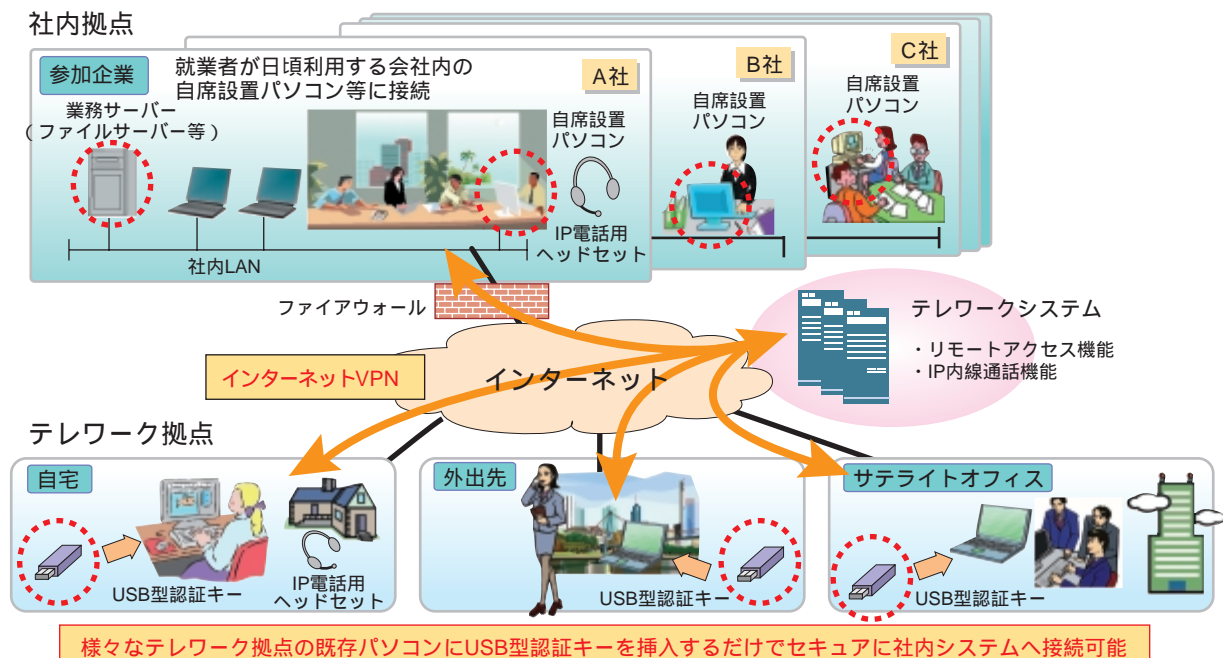 社内拠点
参加企業
就業者が日頃利用する会社内の
自席設置パソコン等に接続
A社
B社
C社
業務サーバー
(ファイルサーバー等)
自席設置
パソコン
自席設置
パソコン
自席設置
パソコン
IP電話用
ヘッドセット
社内LAN
ファイアウォール
テレワークシステム
・リモートアクセス機能
・IP内線通話機能
インターネットVPN
インターネット
テレワーク拠点
自宅
外出先
サテライトオフィス
USB型認証キー
IP電話用
ヘッドセット
USB型認証キー
USB型認証キー
様々なテレワーク拠点の既存パソコンにUSB型認証キーを挿入するだけでセキュアに社内システムへ接続可能